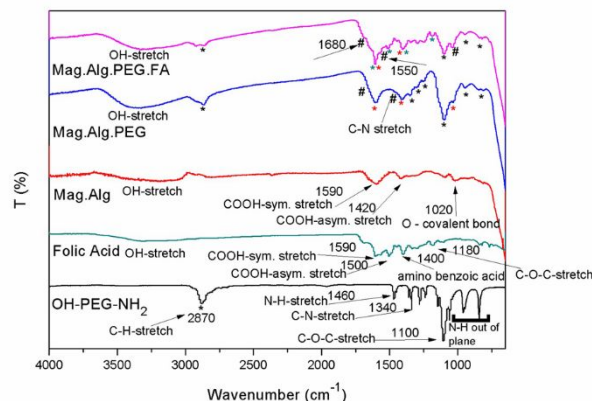 OH-stretch
1680
#
#
#
Mag.Alg.PEG.FA
1550
OH-stretch
#
#
Mag.Alg.PEG
C-N stretch
Mag.Alg
OH-stretch
1590
COOH-sym. stretch
1420
COOH-asym. stretch
1020
O - covalent bond
Folic Acid
OH-stretch
COOH-sym. stretch
1590
1500
COOH-asym. stretch
1400
amino benzoic acid
1180
C-O-C-stretch
OH-PEG-NH2
C-H-stretch
2870
N-H-stretch
1460
C-N-stretch
1340
C-O-C-stretch
1100
N-H out of
plane
T (%)
4000
3500
3000
2500
2000
1500
1000
Wavenumber (cm-1)